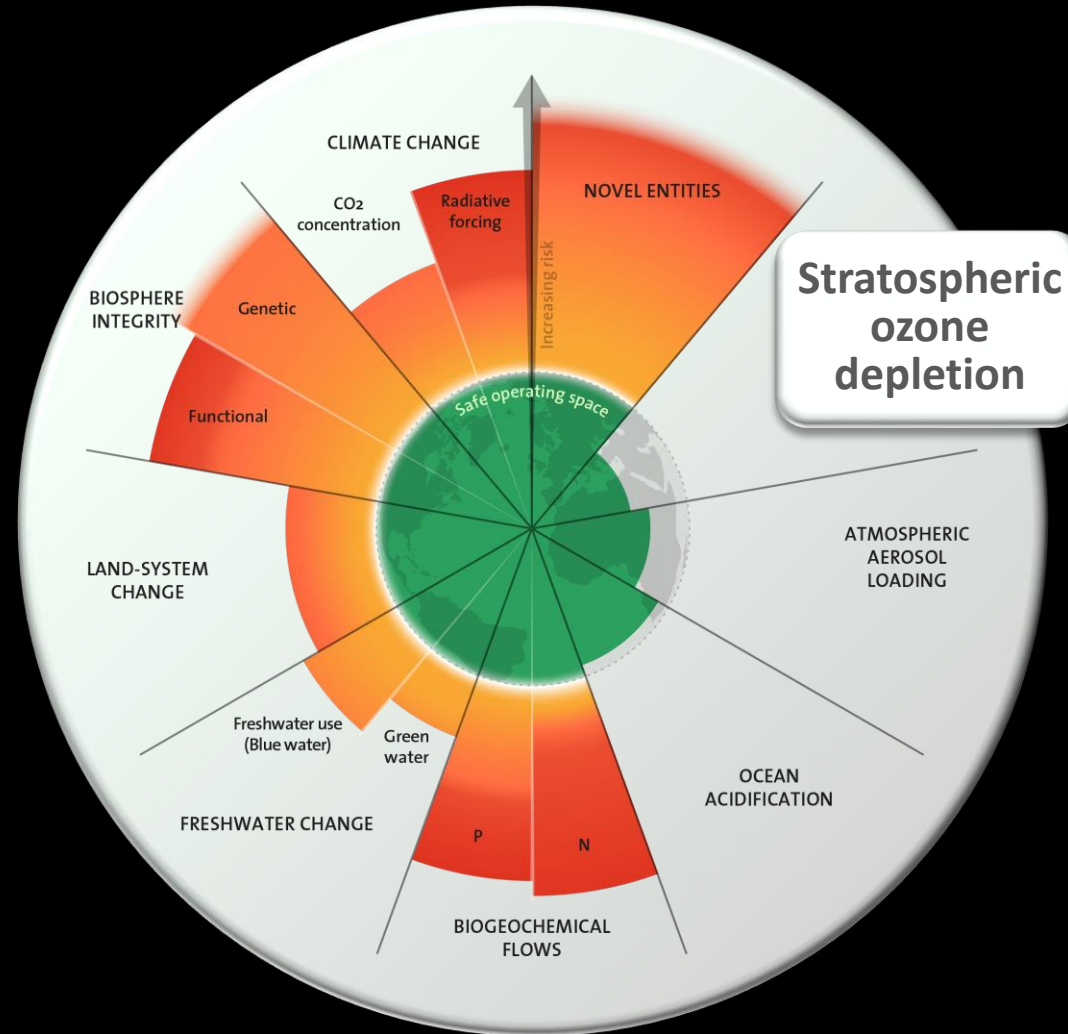 CLIMATE CHANGE
CO2
concentration
Radiative
forcing
Increasing risk
NOVEL ENTITIES
Stratospheric
ozone
depletion
BIOSPHERE
INTEGRITY
Genetic
Functional
Safe operating space
ATMOSPHERIC
AEROSOL
LOADING
LAND-SYSTEM
CHANGE
Freshwater use
(Blue water)
Green
water
FRESHWATER CHANGE
P
N
BIOGEOCHEMICAL
FLOWS
OCEAN
ACIDIFICATION